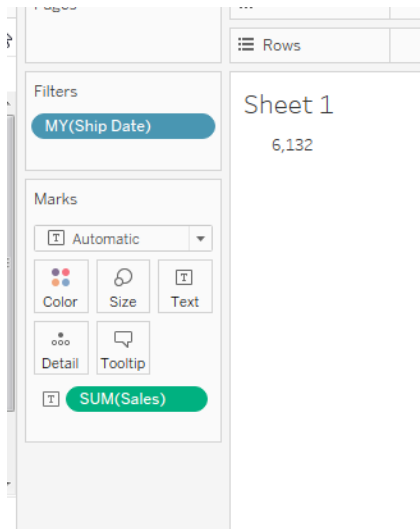 Pages
Rows
Filters
MY(Ship Date)
Sheet 1
6,132
Marks
T Automatic
T
Color Size Text
Detail Tooltip
T SUM(Sales)